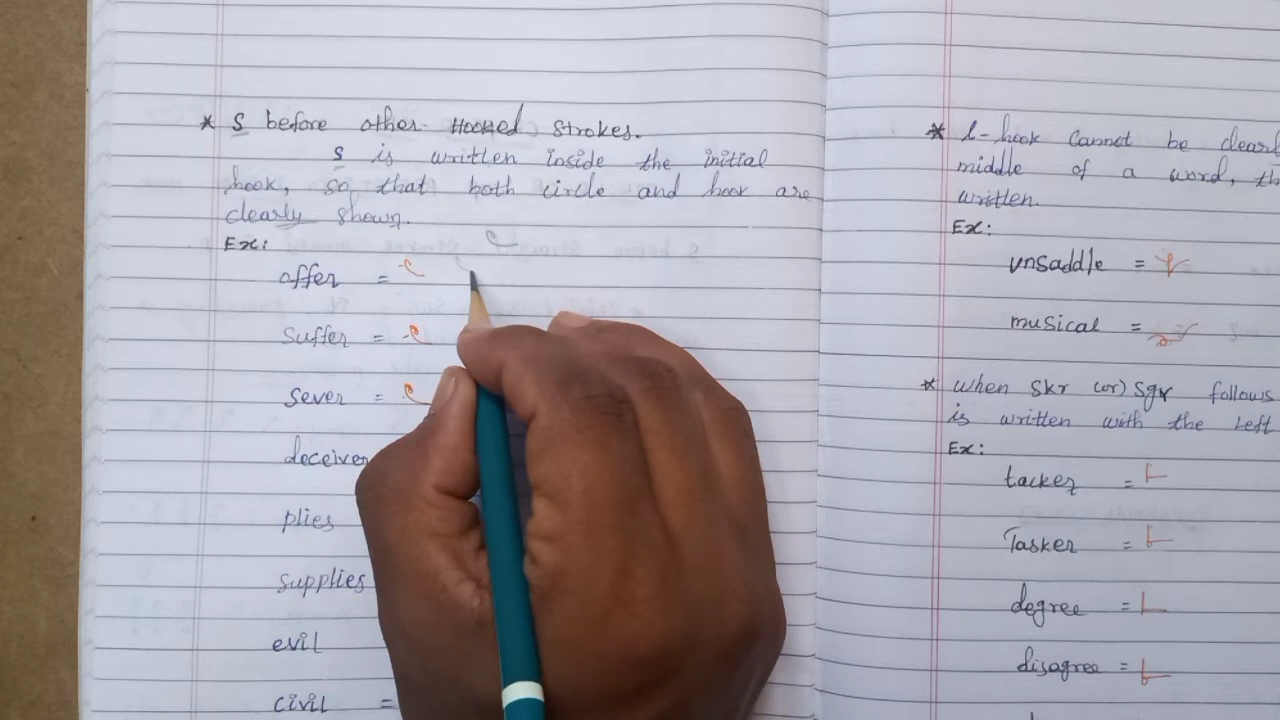 * S before other Hooked strokes.
S is written inside the initial
hook, so that both circle and hook are
clearly shown.
Ex:
offer =
Suffer =
Sever =
deceiver
plies
supplies
evil
civil =
* l-hook cannot be clearl
middle of a word, th
written.
Ex:
unsaddle =
musical =
* when skr (or) sgr follows
is written with the Left
Ex:
tacker =
Tasker =
degree =
disagree =